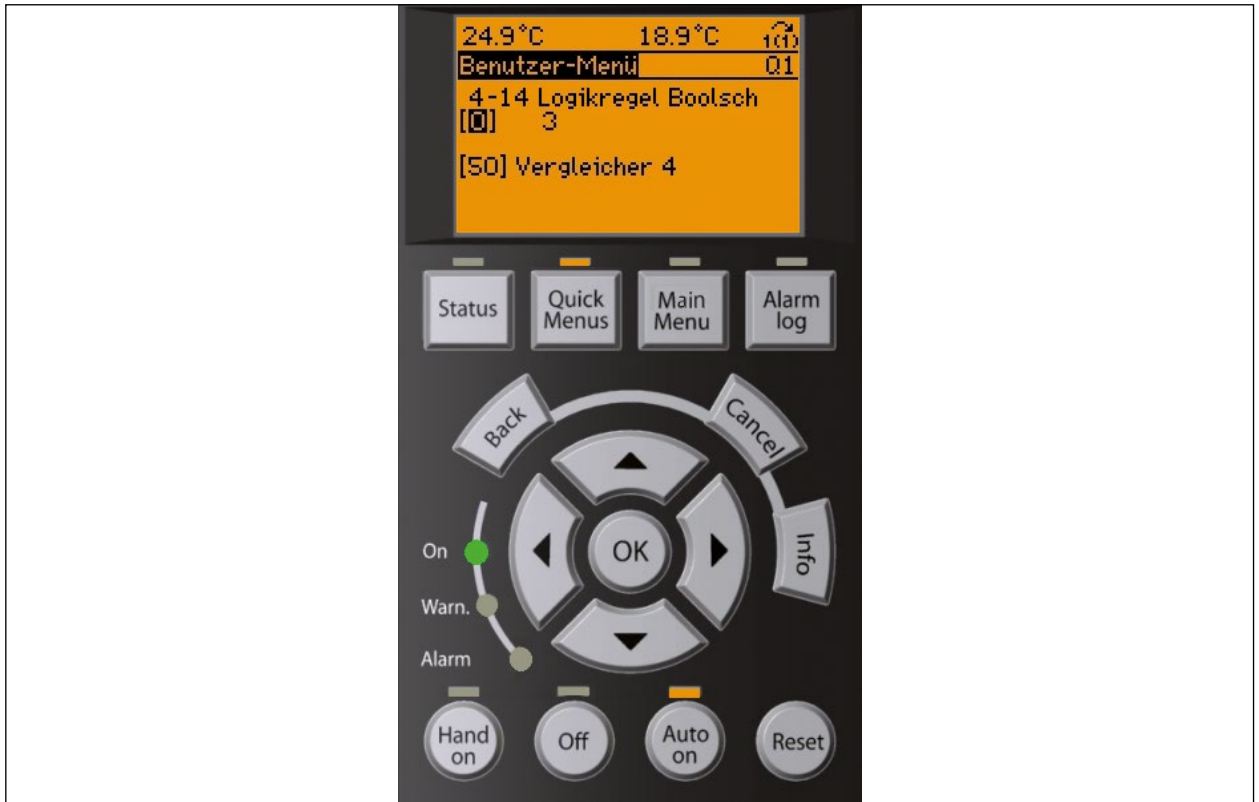 24.9°C 18.9°C 1(1)
Benutzer-Menü Q1
4-14 Logikregel Boolsch
[0] 3
[50] Vergleicher 4
Status
Quick
Menus
Main
Menu
Alarm
log
Back
Cancel
OK
Info
On
Warn.
Alarm
Hand
on
Off
Auto
on
Reset